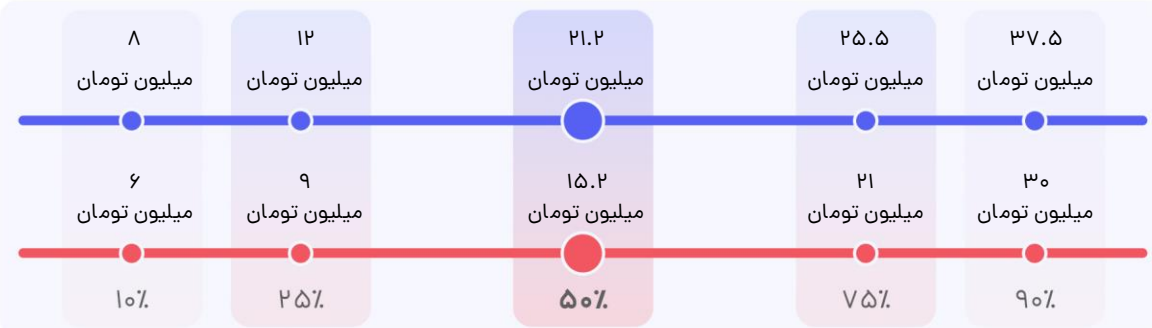 ۸ ۱۲ ۲۱.۲ ۲۵.۵ ۳۷.۵
میلیون تومان میلیون تومان میلیون تومان میلیون تومان میلیون تومان
۶ ۹ ۱۵.۲ ۲۱ ۳۰
میلیون تومان میلیون تومان میلیون تومان میلیون تومان میلیون تومان
۱۰٪ ۲۵٪ ۵۰٪ ۷۵٪ ۹۰٪